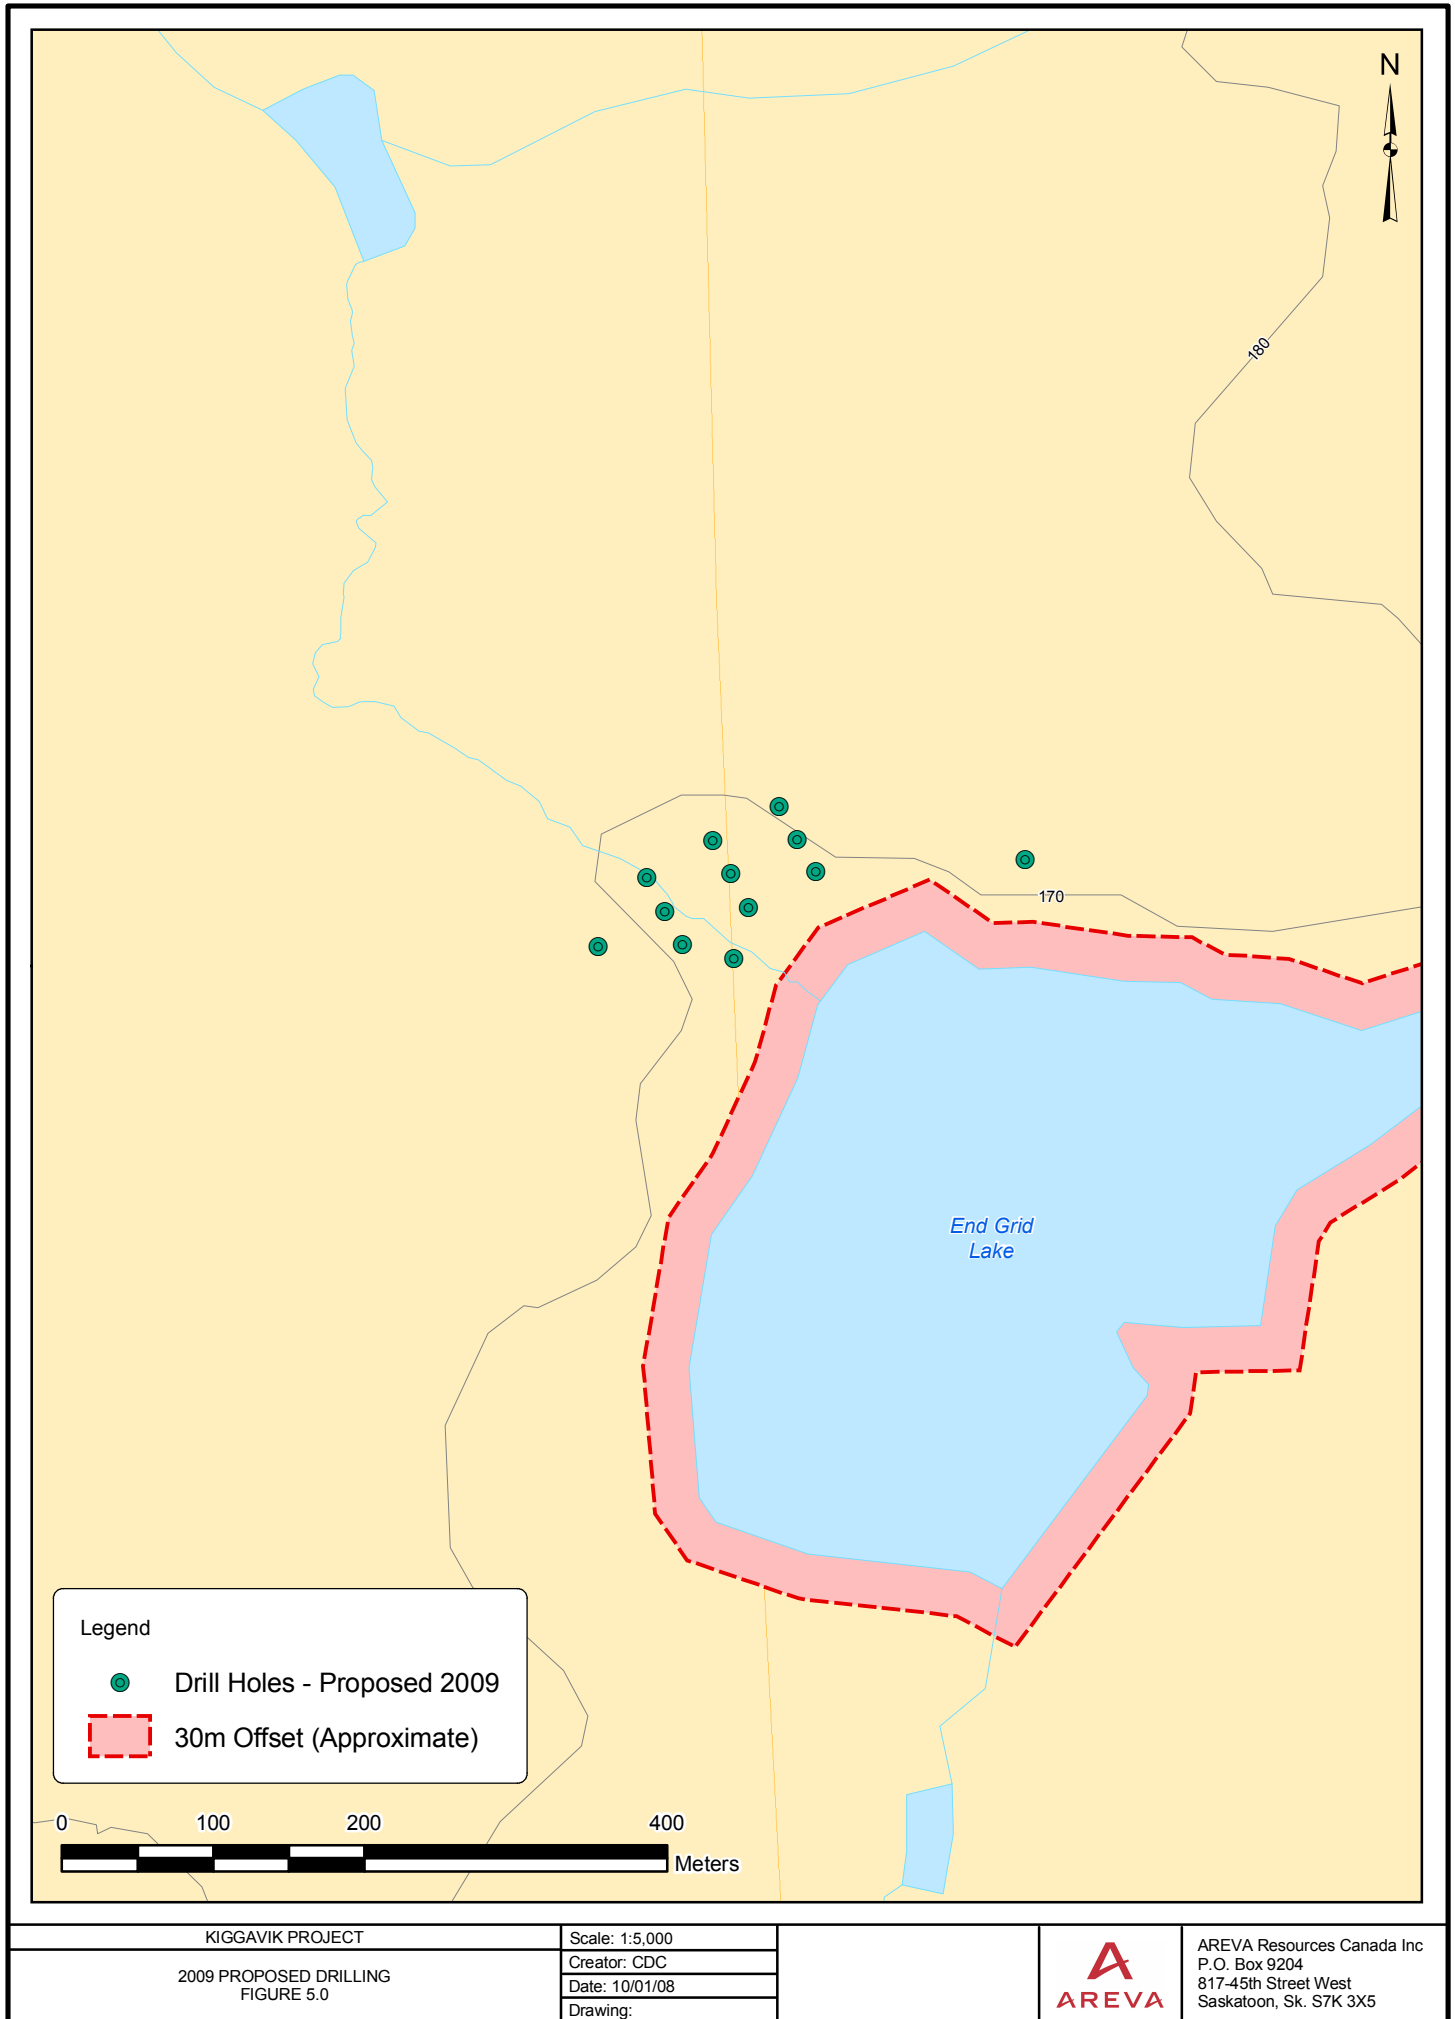 N
180
170
End Grid
Lake
Legend
Drill Holes - Proposed 2009
30m Offset (Approximate)
0 100 200 400
Meters
KIGGAVIK PROJECT
2009 PROPOSED DRILLING
FIGURE 5.0
Scale: 1:5,000
Creator: CDC
Date: 10/01/08
Drawing:
AREVA
AREVA Resources Canada Inc
P.O. Box 9204
817-45th Street West
Saskatoon, Sk. S7K 3X5